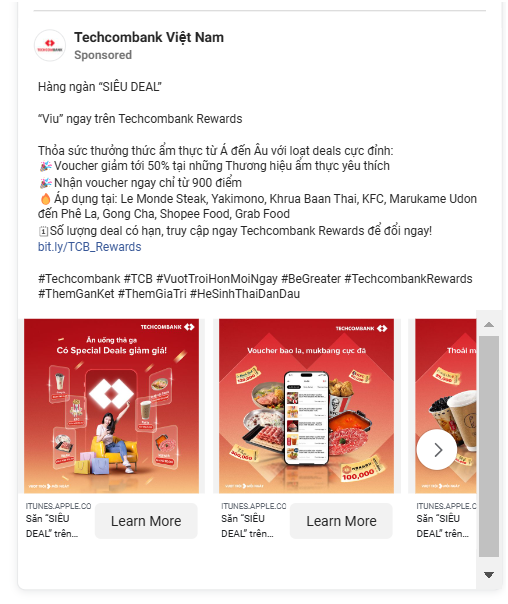 Techcombank Việt Nam
Sponsored
Hàng ngàn “SIÊU DEAL”
“Viu” ngay trên Techcombank Rewards
Thỏa sức thưởng thức ẩm thực từ Á đến Âu với loạt deals cực đỉnh:
🎉Voucher giảm tới 50% tại những Thương hiệu ẩm thực yêu thích
🎉Nhận voucher ngay chỉ từ 900 điểm
🔥Áp dụng tại: Le Monde Steak, Yakimono, Khrua Baan Thai, KFC, Marukame Udon
đến Phê La, Gong Cha, Shopee Food, Grab Food
🗓Số lượng deal có hạn, truy cập ngay Techcombank Rewards để đổi ngay!
bit.ly/TCB_Rewards
#Techcombank #TCB #VuotTroiHonMoiNgay #BeGreater #TechcombankRewards
#ThemGanKet #ThemGiaTri #HeSinhThaiDanDau
TECHCOMBANK
Ăn uống thả ga
Có Special Deals giảm giá!
TECHCOMBANK
Voucher bao la, mukbang cực đã
100,000
Thoải m
ITUNES.APPLE.CO
Săn “SIÊU
DEAL” trên...
Learn More
ITUNES.APPLE.CO
Săn “SIÊU
DEAL” trên...
Learn More
ITUNES.APPLE.CO
Săn “SIÊU
DEAL” trên...